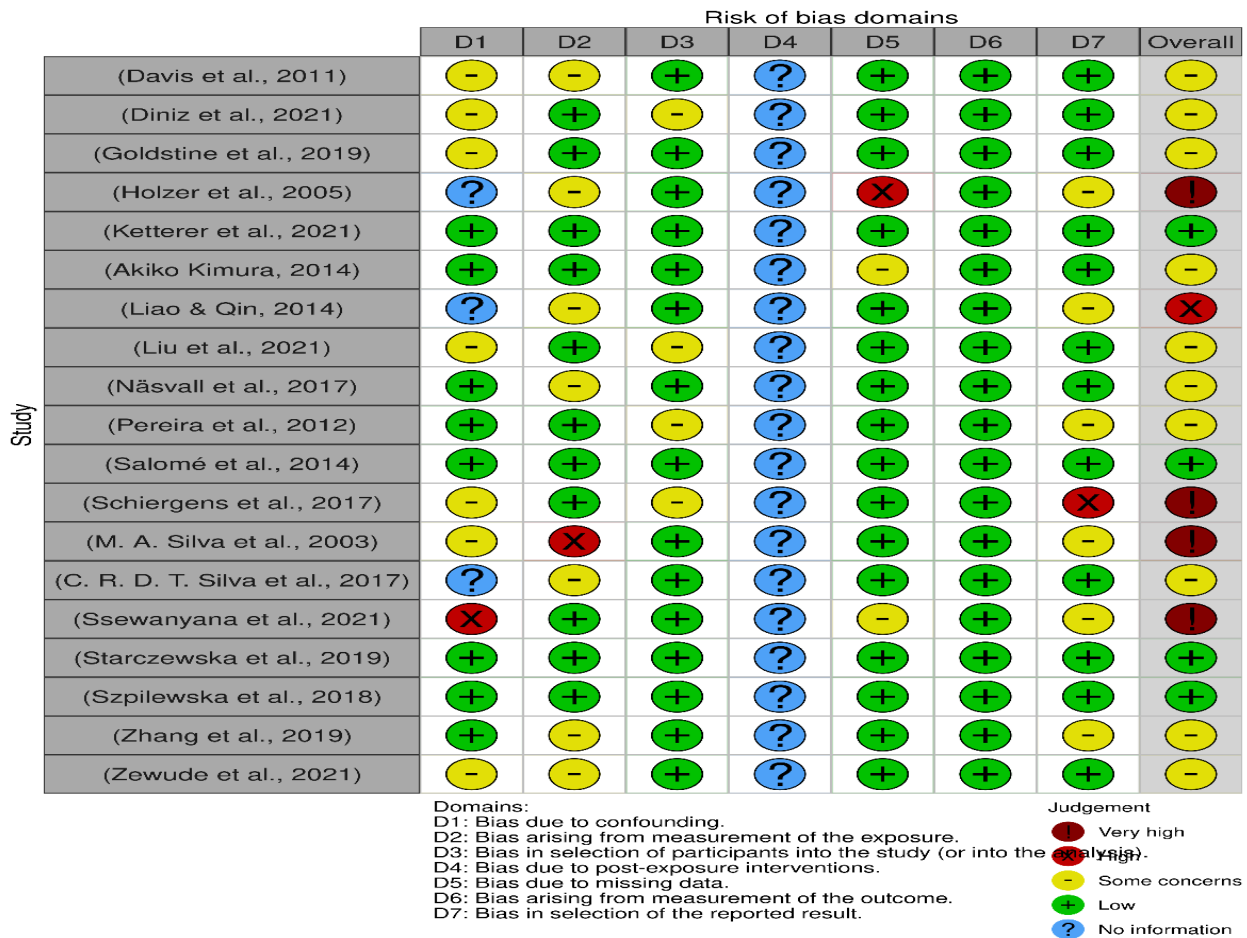 Risk of bias domains
D1 D2 D3 D4 D5 D6 D7 Overall
Study
(Davis et al., 2011) - - + ? + + + -
(Diniz et al., 2021) - + - ? + + + -
(Goldstine et al., 2019) - + + ? + + + -
(Holzer et al., 2005) ? - + ? X + - !
(Ketterer et al., 2021) + + + ? + + + +
(Akiko Kimura, 2014) + + + ? - + + -
(Liao & Qin, 2014) ? - + ? + + - X
(Liu et al., 2021) - + - ? + + + -
(Näsvall et al., 2017) + - + ? + + + -
(Pereira et al., 2012) + + - ? + + - -
(Salomé et al., 2014) + + + ? + + + +
(Schiergens et al., 2017) - + - ? + + X !
(M. A. Silva et al., 2003) - X + ? + + - !
(C. R. D. T. Silva et al., 2017) ? - + ? + + + -
(Ssewanyana et al., 2021) X + + ? - + - !
(Starczewska et al., 2019) + + + ? + + + +
(Szpilewska et al., 2018) + + + ? + + + +
(Zhang et al., 2019) + - + ? + + - -
(Zewude et al., 2021) - - + ? + + + -
Domains:
D1: Bias due to confounding.
D2: Bias arising from measurement of the exposure.
D3: Bias in selection of participants into the study (or into the analysis).
D4: Bias due to post-exposure interventions.
D5: Bias due to missing data.
D6: Bias arising from measurement of the outcome.
D7: Bias in selection of the reported result.
Judgement
! Very high
X High
- Some concerns
+ Low
? No information